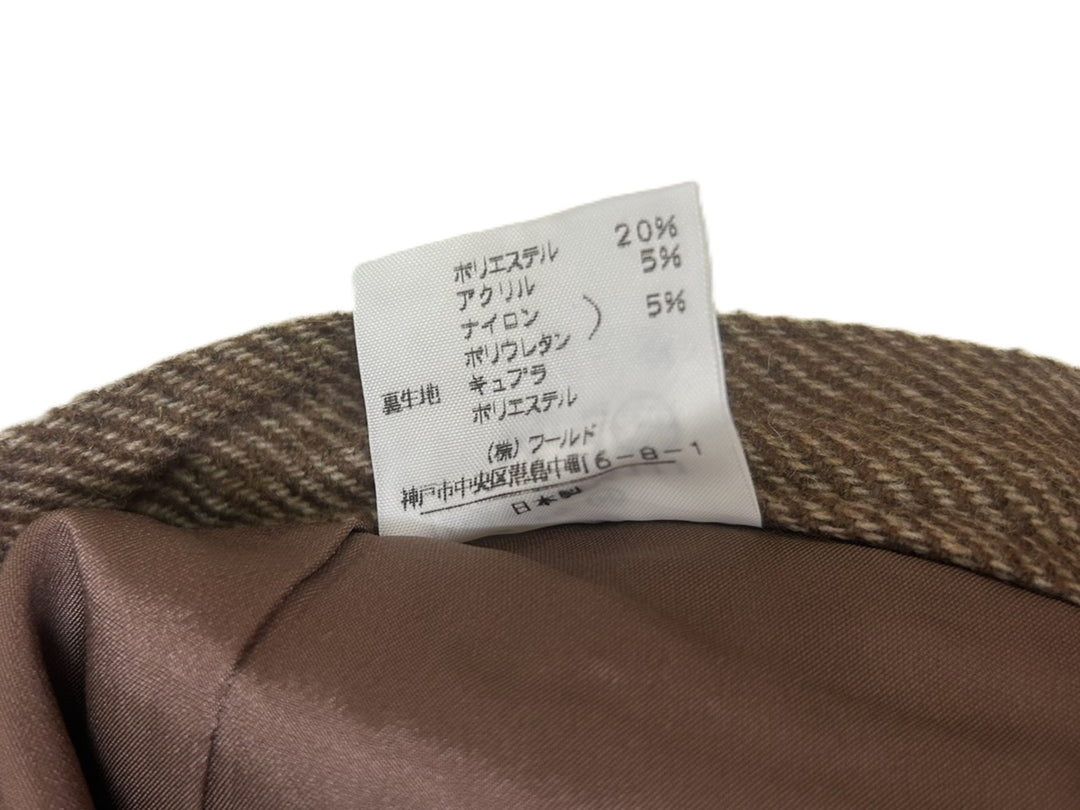 ポリエステル 20%
アクリル 5%
ナイロン
ポリウレタン ) 5%
裏生地 キュプラ
ポリエステル
(株) ワールド
神戸市中央区港島中町6-8-1
日本製